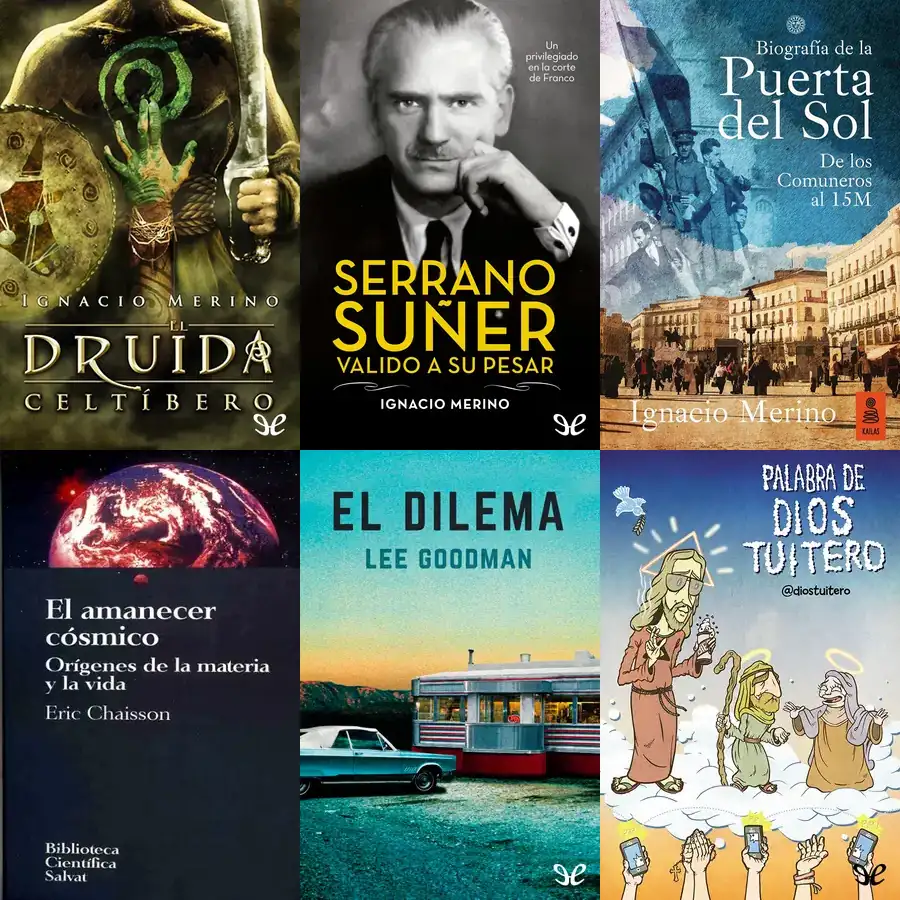 IGNACIO MERINO
EL
DRUIDA
CELTÍBERO
Un
privilegiado
en la corte
de Franco
SERRANO
SUÑER
VALIDO A SU PESAR
IGNACIO MERINO
Biografía de la
Puerta
del Sol
De los
Comuneros
al 15M
Ignacio Merino
KAILAS
El amanecer
cósmico
Orígenes de la materia
y la vida
Eric Chaisson
Biblioteca
Científica
Salvat
EL DILEMA
LEE GOODMAN
PALABRA DE
DIOS
TUITERO
@diostuitero